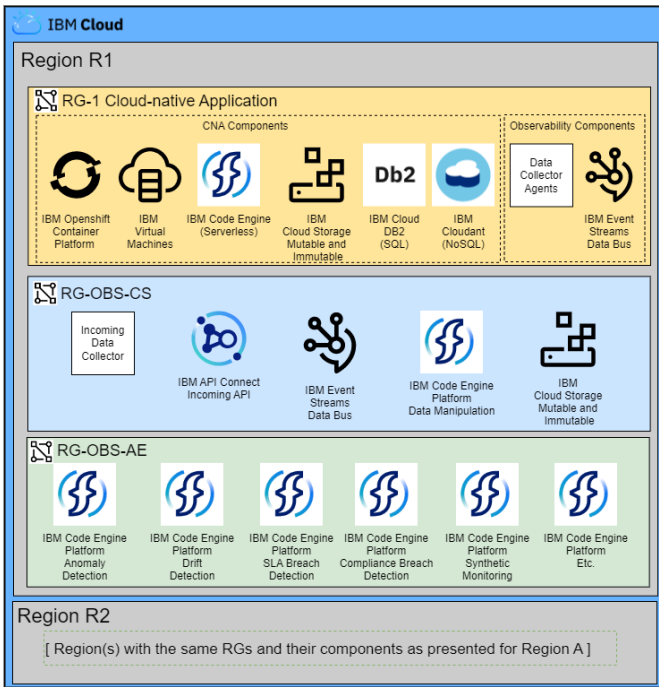 IBM Cloud
Region R1
RG-1 Cloud-native Application
CNA Components
Observability Components
IBM Openshift
Container
Platform
IBM
Virtual
Machines
IBM Code Engine
(Serverless)
IBM
Cloud Storage
Mutable and
Immutable
Db2
IBM Cloud
DB2
(SQL)
IBM
Cloudant
(NoSQL)
Data
Collector
Agents
IBM Event
Streams
Data Bus
RG-OBS-CS
Incoming
Data
Collector
IBM API Connect
Incoming API
IBM Event
Streams
Data Bus
IBM Code Engine
Platform
Data Manipulation
IBM
Cloud Storage
Mutable and
Immutable
RG-OBS-AE
IBM Code Engine
Platform
Anomaly
Detection
IBM Code Engine
Platform
Drift
Detection
IBM Code Engine
Platform
SLA Breach
Detection
IBM Code Engine
Platform
Compliance Breach
Detection
IBM Code Engine
Platform
Synthetic
Monitoring
IBM Code Engine
Platform
Etc.
Region R2
[ Region(s) with the same RGs and their components as presented for Region A ]